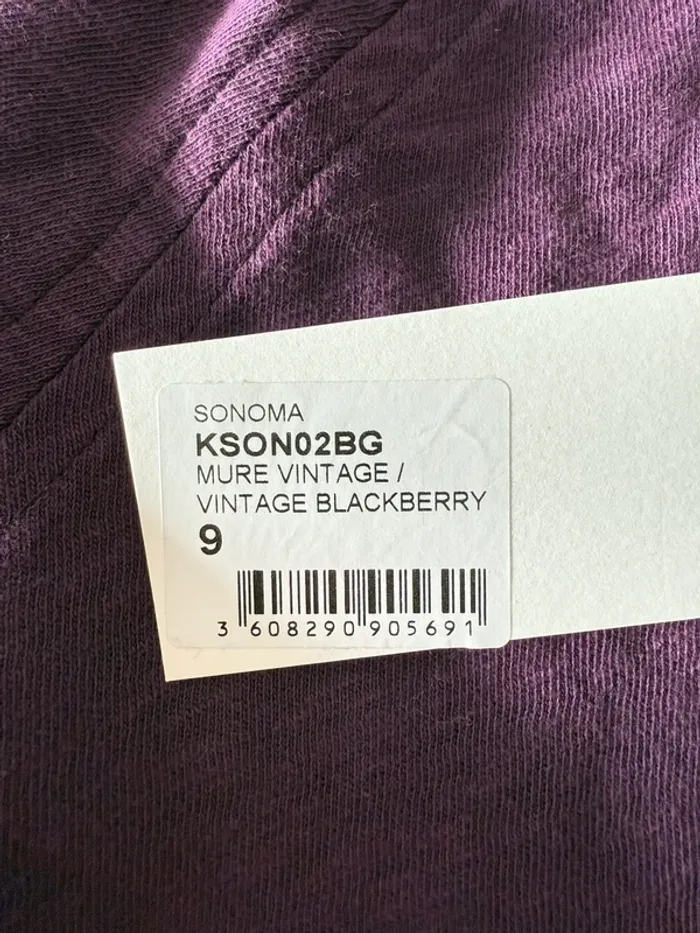 SONOMA
KSON02BG
MURE VINTAGE /
VINTAGE BLACKBERRY
9
3 608290 905691